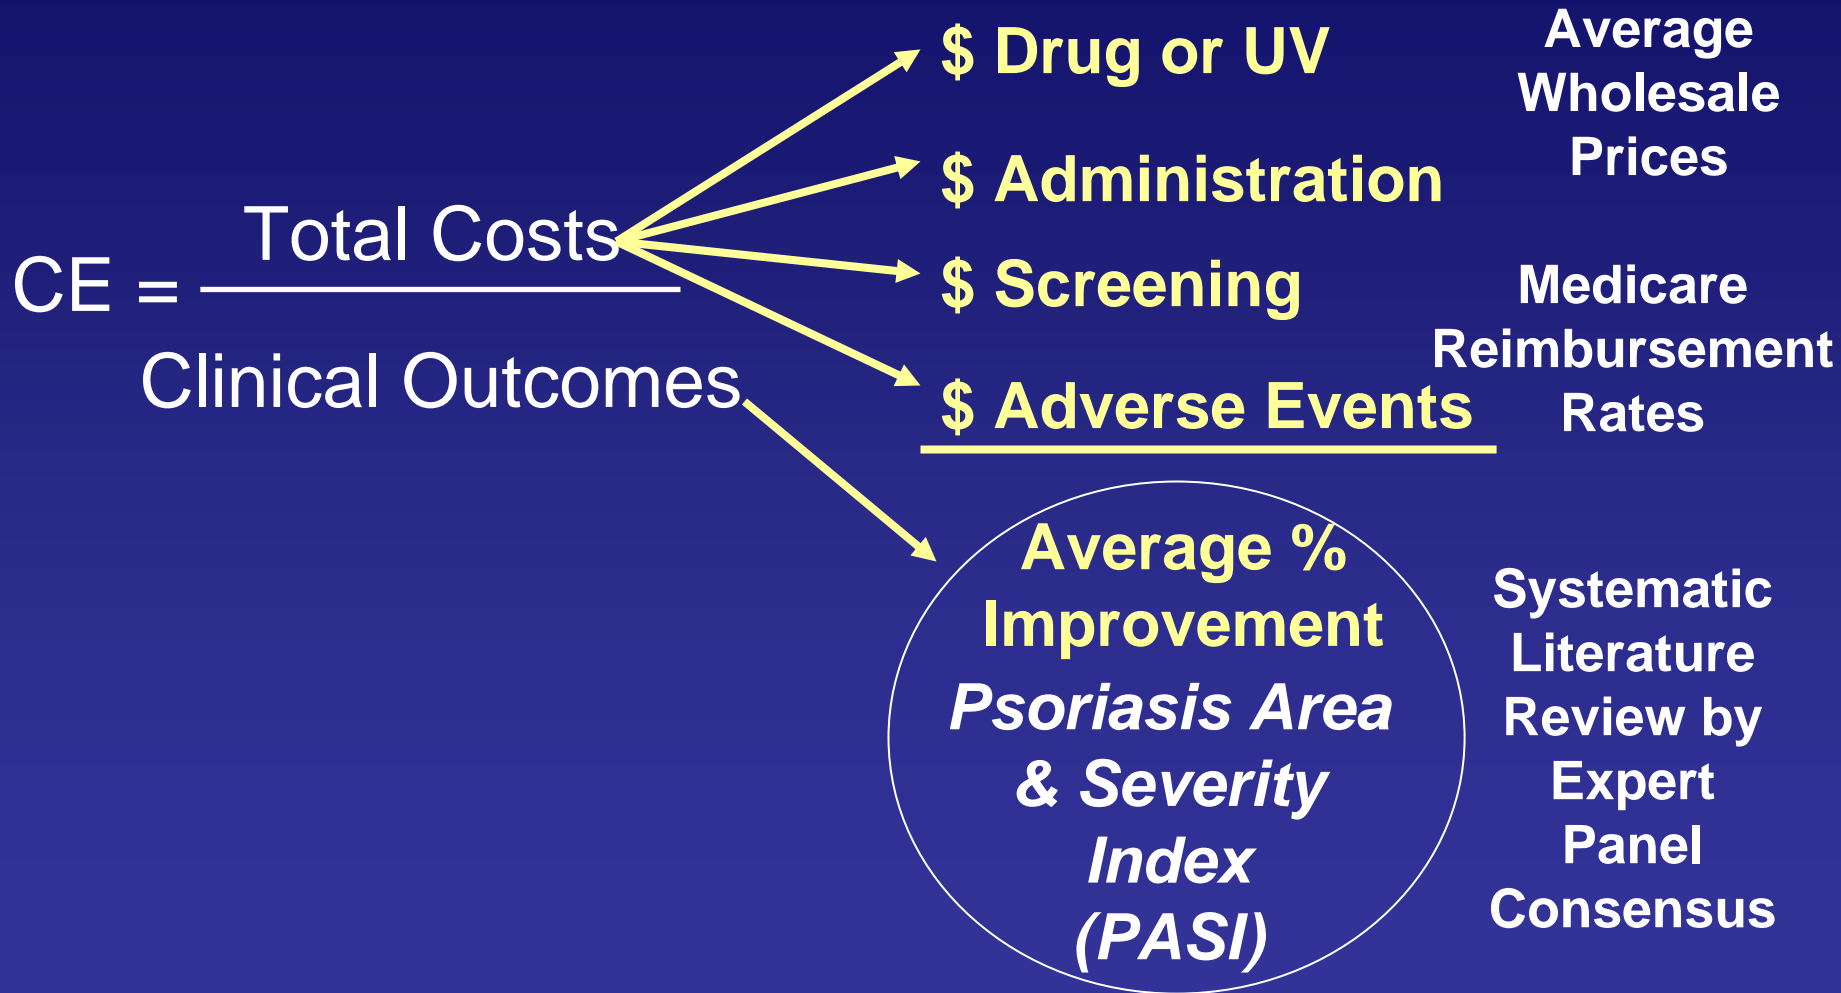 CE =
Total Costs
Clinical Outcomes
$ Drug or UV
$ Administration
$ Screening
$ Adverse Events
Average
Wholesale
Prices
Medicare
Reimbursement
Rates
Average %
Improvement
Psoriasis Area
& Severity
Index
(PASI)
Systematic
Literature
Review by
Expert
Panel
Consensus